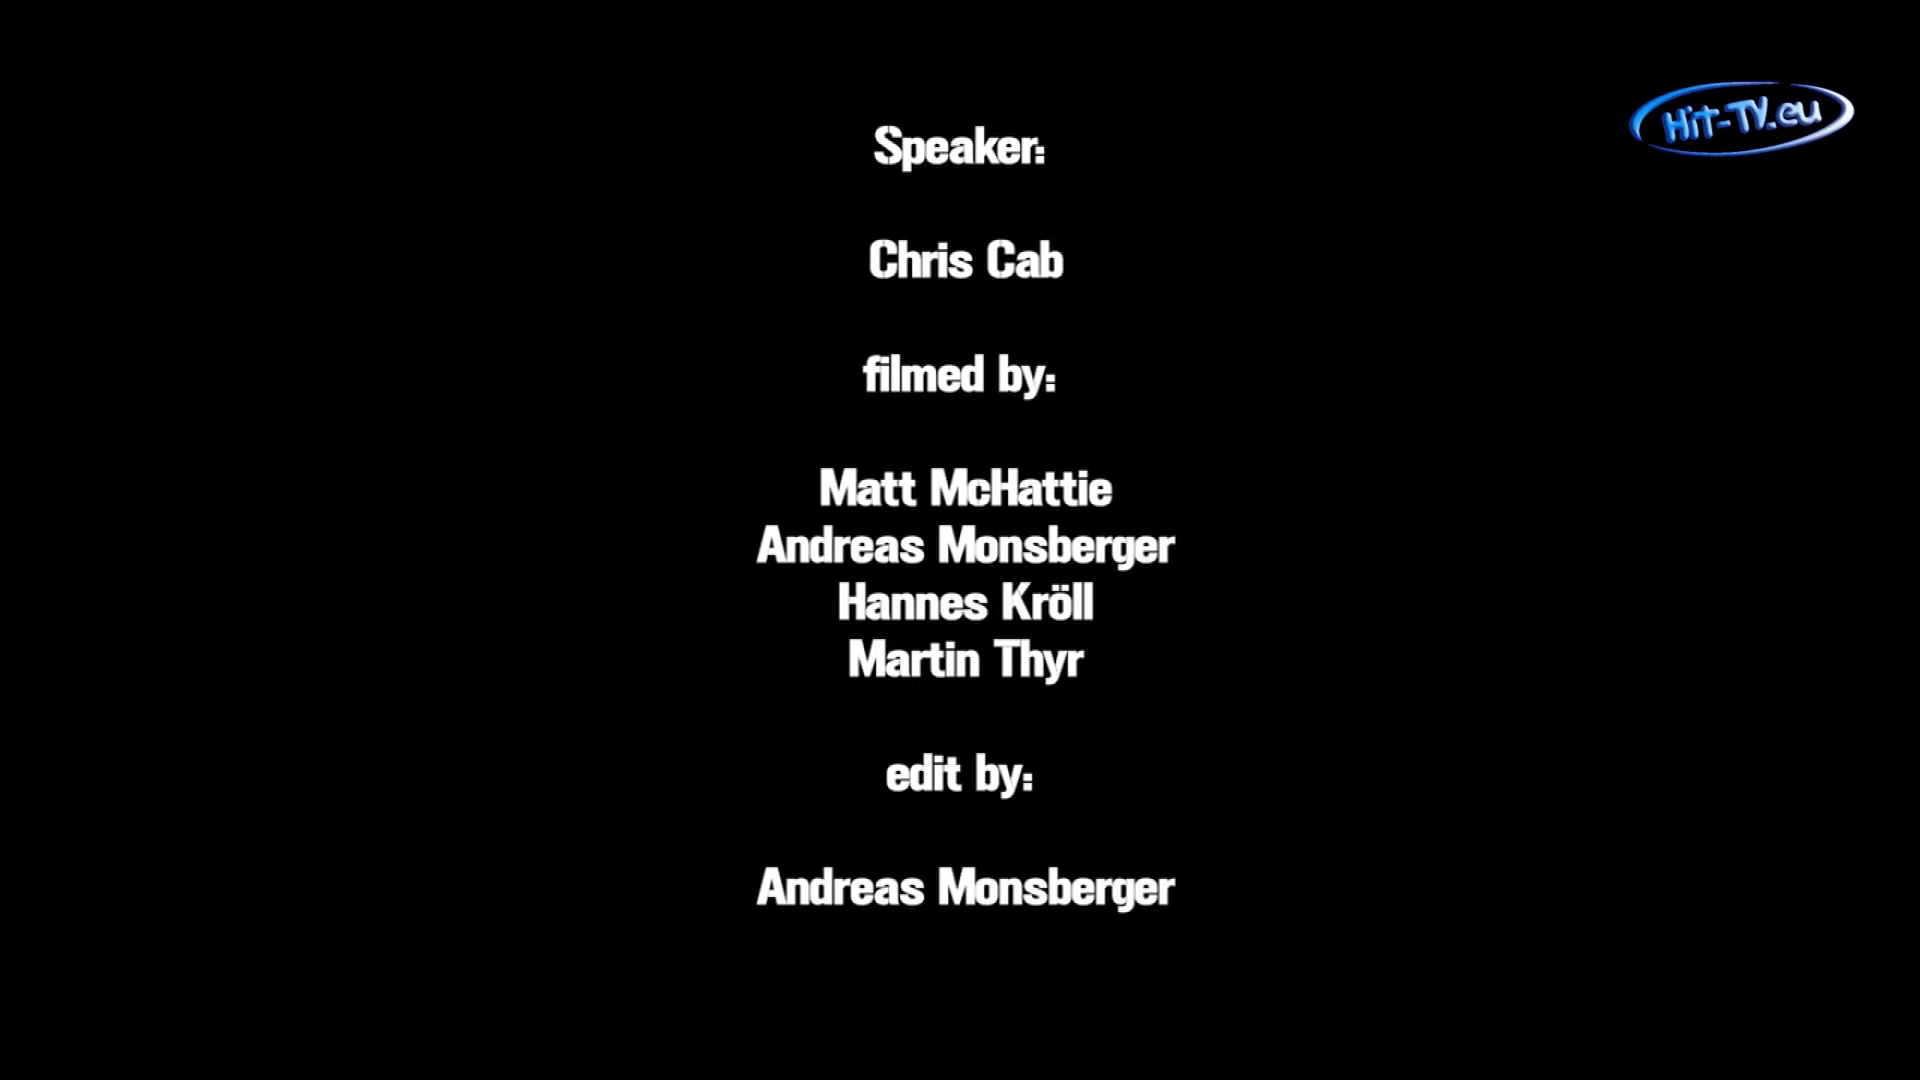 Hit-TV.eu
Speaker:
Chris Cab
filmed by:
Matt McHattie
Andreas Monsberger
Hannes Kröll
Martin Thyr
edit by:
Andreas Monsberger